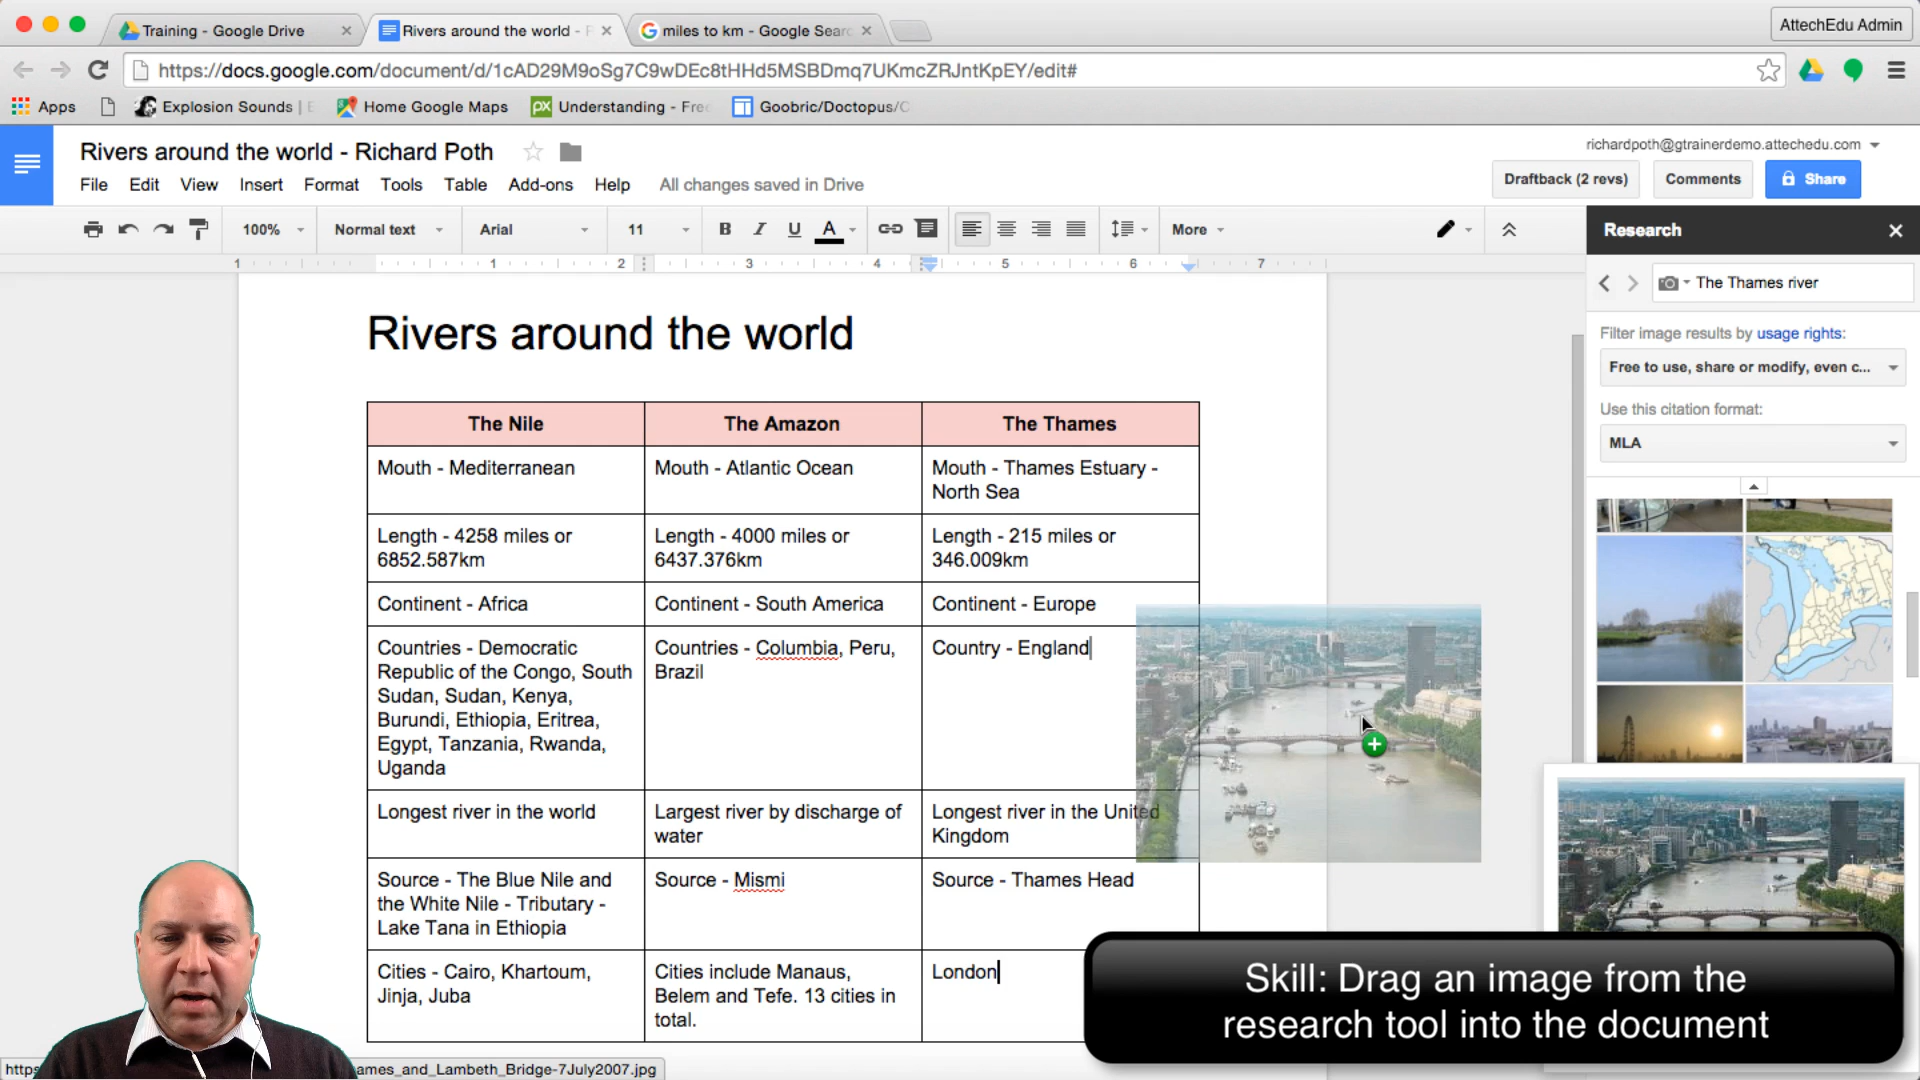 Training - Google Drive
Rivers around the world -
miles to km - Google Sear
AttechEdu Admin
https://docs.google.com/document/d/1cAD29M9oSg7C9wDEc8tHHd5MSBDmq7UKmcZRJntKpEY/edit#
Apps
Explosion Sounds |
Home Google Maps
px
Understanding - Fre
Goobric/Doctopus/C
Rivers around the world - Richard Poth
richardpoth@gtrainerdemo.attechedu.com
File Edit View Insert Format Tools Table Add-ons Help All changes saved in Drive
Draftback (2 revs)
Comments
Share
100% Normal text Arial 11 B I U A More
1 1 2 3 4 5 6 7
Research
The Thames river
Filter image results by usage rights:
Free to use, share or modify, even c...
Use this citation format:
MLA
Rivers around the world
The Nile
The Amazon
The Thames
Mouth - Mediterranean
Mouth - Atlantic Ocean
Mouth - Thames Estuary -
North Sea
Length - 4258 miles or
6852.587km
Length - 4000 miles or
6437.376km
Length - 215 miles or
346.009km
Continent - Africa
Continent - South America
Continent - Europe
Countries - Democratic
Republic of the Congo, South
Sudan, Sudan, Kenya,
Burundi, Ethiopia, Eritrea,
Egypt, Tanzania, Rwanda,
Uganda
Countries - Columbia, Peru,
Brazil
Country - England
Longest river in the world
Largest river by discharge of
water
Longest river in the United
Kingdom
Source - The Blue Nile and
the White Nile - Tributary -
Lake Tana in Ethiopia
Source - Mismi
Source - Thames Head
Cities - Cairo, Khartoum,
Jinja, Juba
Cities include Manaus,
Belem and Tefe. 13 cities in
total.
London
Skill: Drag an image from the
research tool into the document
https
ames_and_Lambeth_Bridge-7July2007.jpg